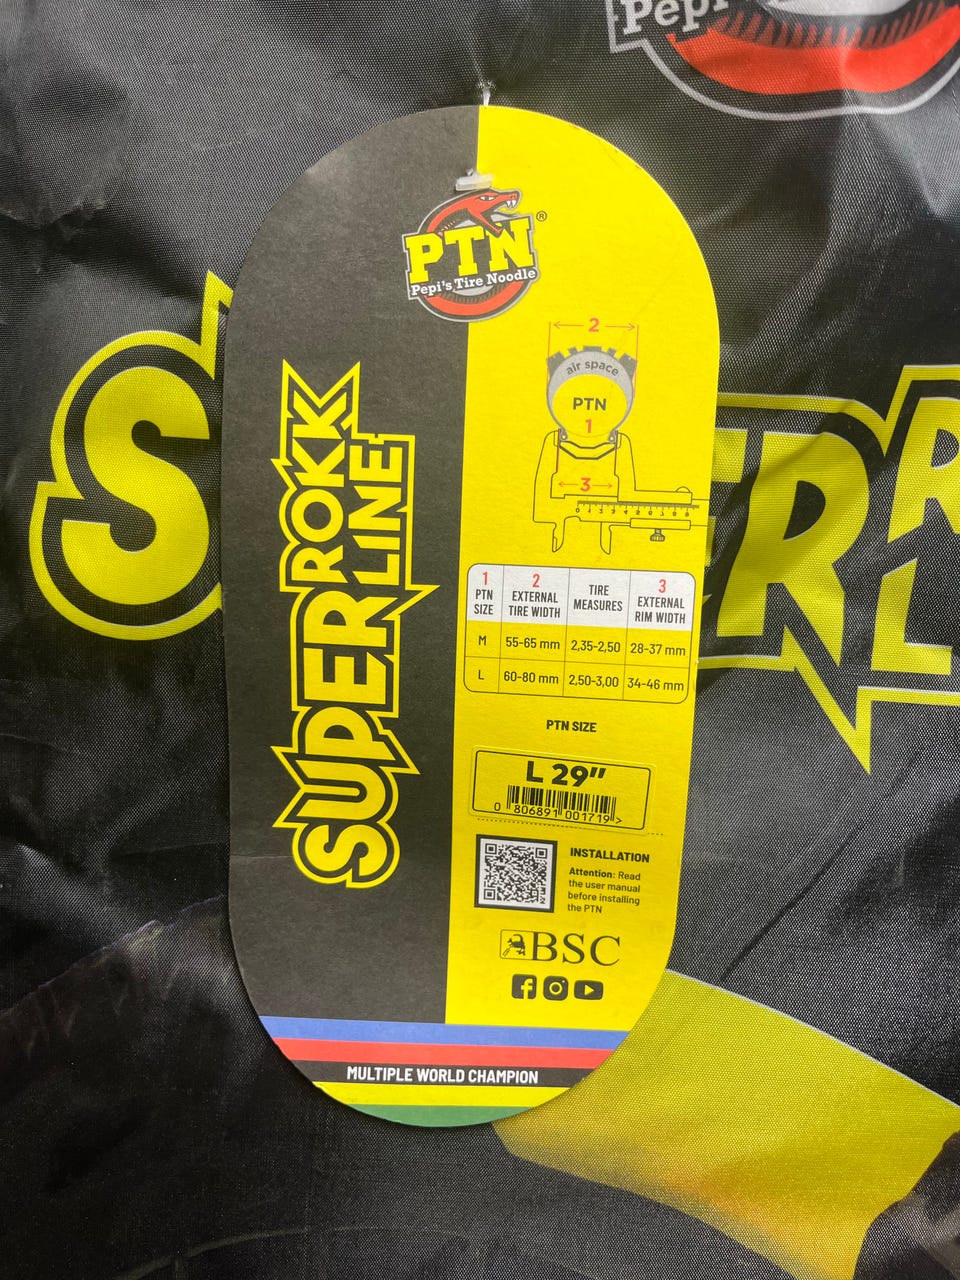 Pepi'
PTN®
Pepi's Tire Noodle
SUPER ROKK
LINE
2
air space
PTN
1
3
1
PTN
SIZE
2
EXTERNAL
TIRE WIDTH
TIRE
MEASURES
3
EXTERNAL
RIM WIDTH
M 55-65 mm 2,35-2,50 28-37 mm
L 60-80 mm 2,50-3,00 34-46 mm
PTN SIZE
L 29"
0 806891 001719 >
INSTALLATION
Attention: Read
the user manual
before installing
the PTN
BSC
MULTIPLE WORLD CHAMPION
S
ERR